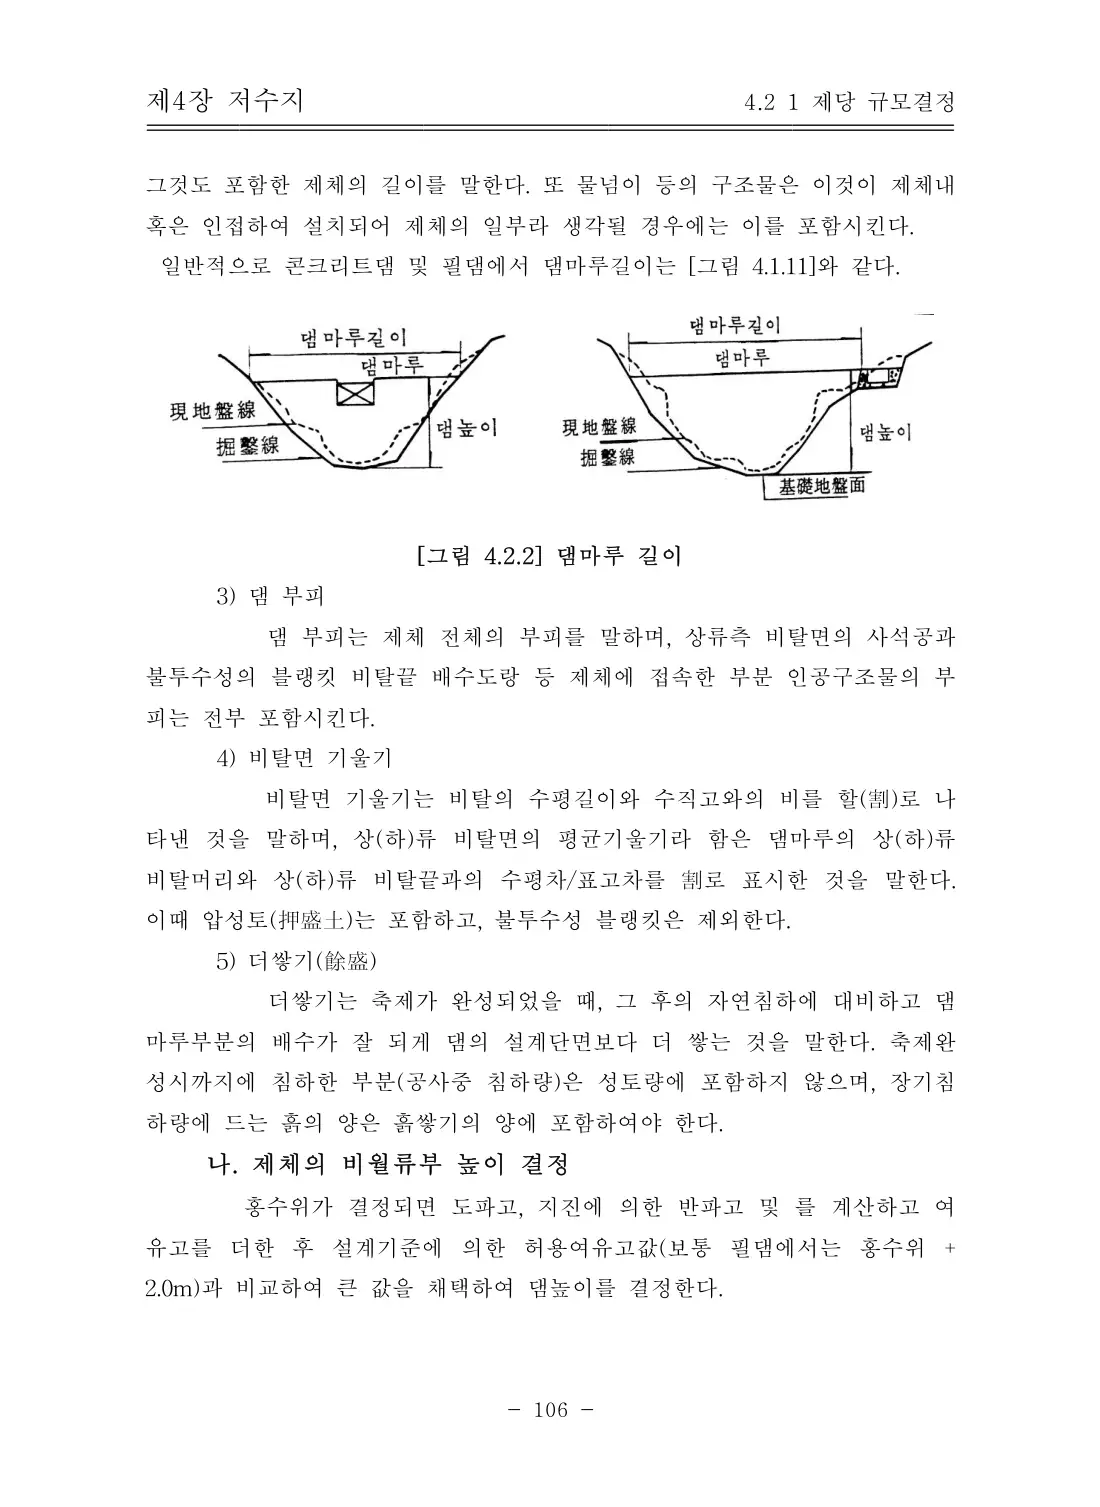 제4장 저수지
4.2 1 제당 규모결정
그것도 포함한 제체의 길이를 말한다. 또 물넘이 등의 구조물은 이것이 제체내
혹은 인접하여 설치되어 제체의 일부라 생각될 경우에는 이를 포함시킨다.
일반적으로 콘크리트댐 및 필댐에서 댐마루길이는 [그림 4.1.11]와 같다.
댐마루길이
댐마루
現地盤線
掘鑿線
댐높이
댐마루길이
댐마루
現地盤線
掘鑿線
댐높이
基礎地盤面
[그림 4.2.2] 댐마루 길이
3) 댐 부피
댐 부피는 제체 전체의 부피를 말하며, 상류측 비탈면의 사석공과
불투수성의 블랭킷 비탈끝 배수도랑 등 제체에 접속한 부분 인공구조물의 부
피는 전부 포함시킨다.
4) 비탈면 기울기
비탈면 기울기는 비탈의 수평길이와 수직고와의 비를 할(割)로 나
타낸 것을 말하며, 상(하)류 비탈면의 평균기울기라 함은 댐마루의 상(하)류
비탈머리와 상(하)류 비탈끝과의 수평차/표고차를 割로 표시한 것을 말한다.
이때 압성토(押盛土)는 포함하고, 불투수성 블랭킷은 제외한다.
5) 더쌓기(餘盛)
더쌓기는 축제가 완성되었을 때, 그 후의 자연침하에 대비하고 댐
마루부분의 배수가 잘 되게 댐의 설계단면보다 더 쌓는 것을 말한다. 축제완
성시까지에 침하한 부분(공사중 침하량)은 성토량에 포함하지 않으며, 장기침
하량에 드는 흙의 양은 흙쌓기의 양에 포함하여야 한다.
나. 제체의 비월류부 높이 결정
홍수위가 결정되면 도파고, 지진에 의한 반파고 및 를 계산하고 여
유고를 더한 후 설계기준에 의한 허용여유고값(보통 필댐에서는 홍수위 +
2.0m)과 비교하여 큰 값을 채택하여 댐높이를 결정한다.
- 106 -